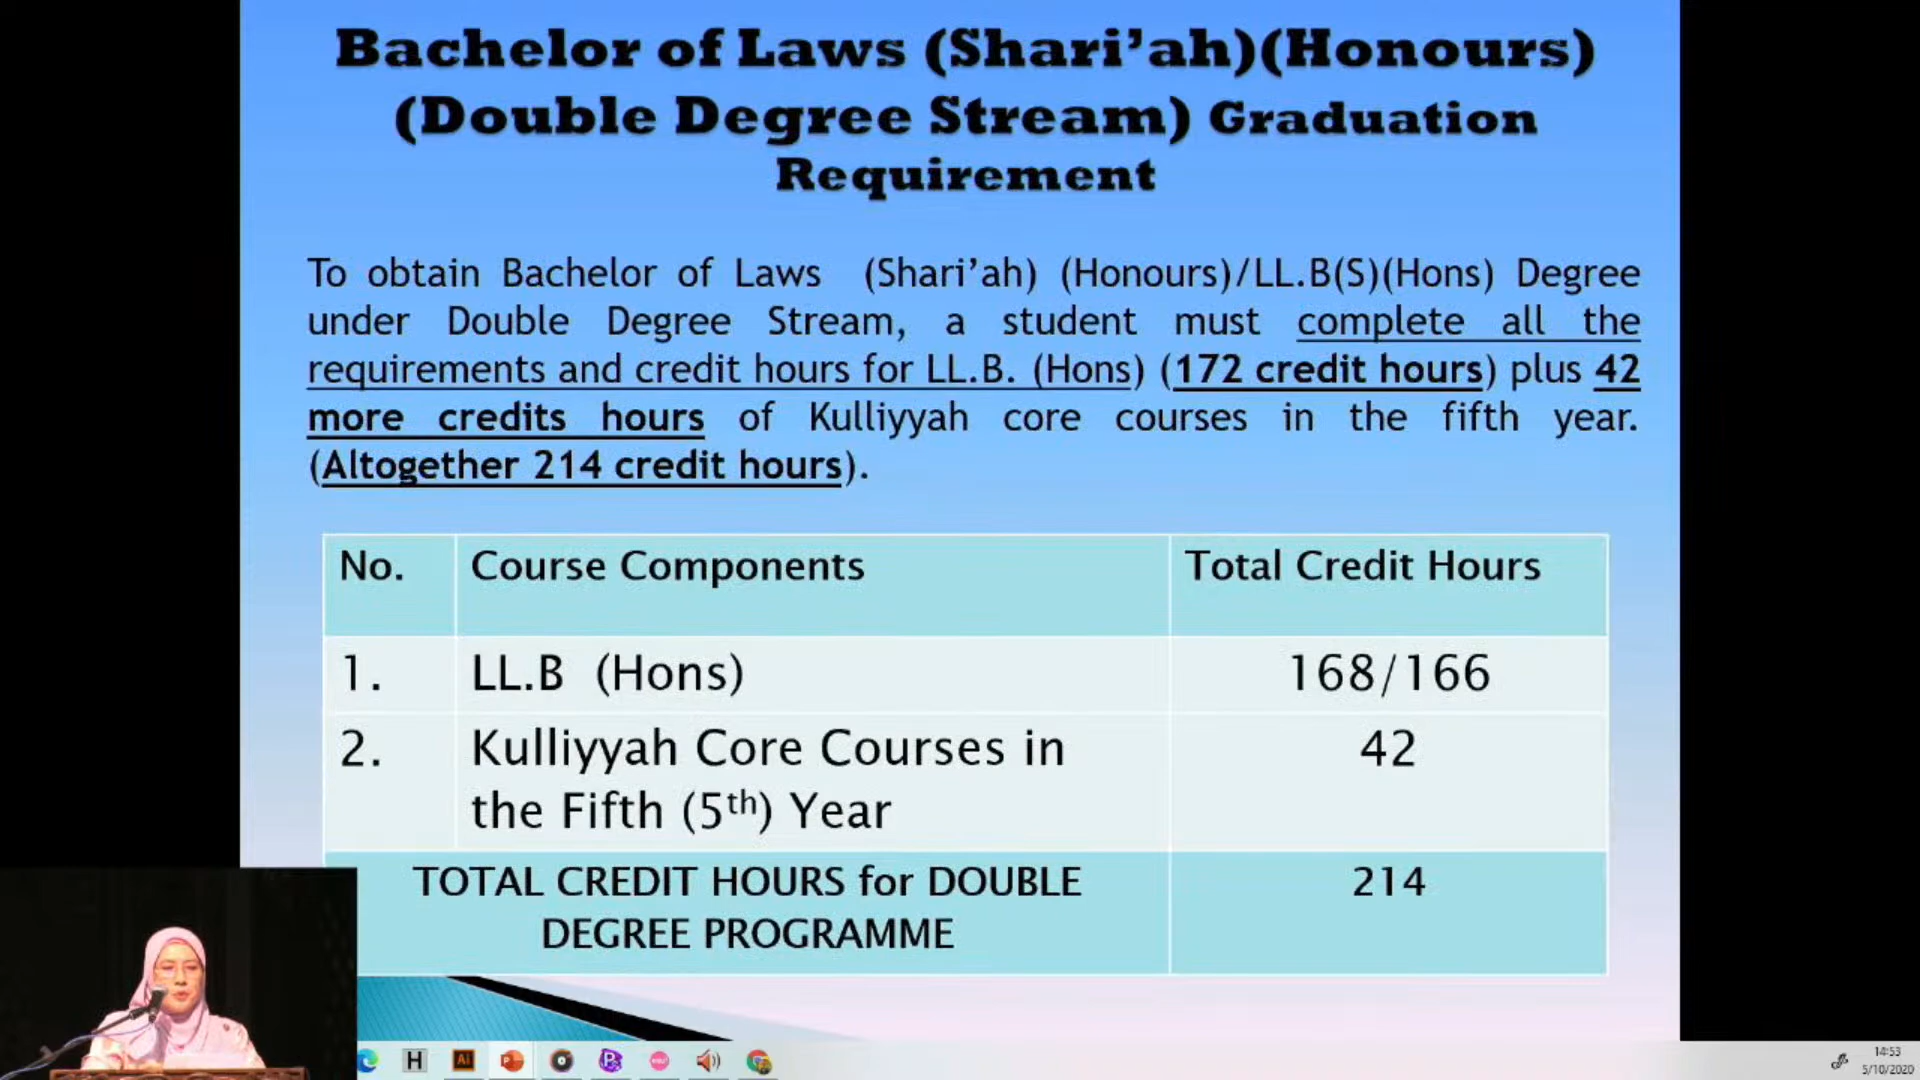 Bachelor of Laws (Shari’ah)(Honours)
(Double Degree Stream) Graduation
Requirement
To obtain Bachelor of Laws (Shari’ah) (Honours)/LL.B(S)(Hons) Degree
under Double Degree Stream, a student must complete all the
requirements and credit hours for LL.B. (Hons) (172 credit hours) plus 42
more credits hours of Kulliyyah core courses in the fifth year.
(Altogether 214 credit hours).
No. Course Components Total Credit Hours
1. LL.B (Hons) 168/166
2. Kulliyyah Core Courses in 42
the Fifth (5th) Year
TOTAL CREDIT HOURS for DOUBLE 214
DEGREE PROGRAMME
H Ai P
14:53
5/10/2020